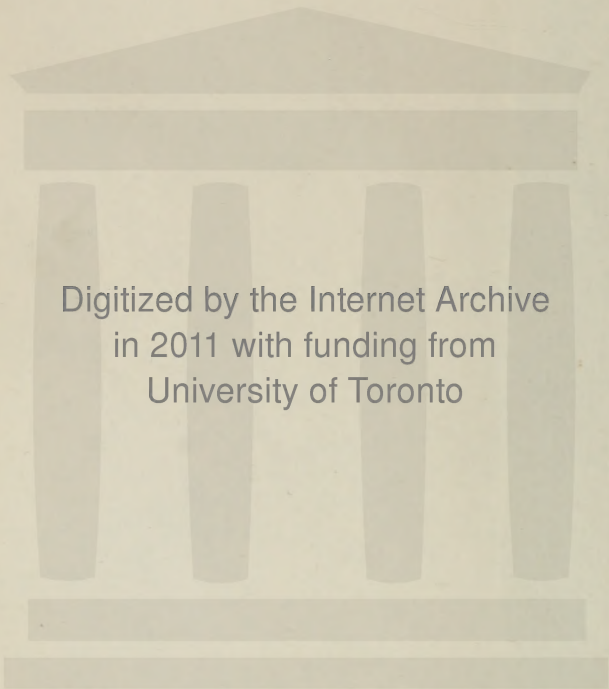 Digitized by the Internet Archive
in 2011 with funding from
University of Toronto